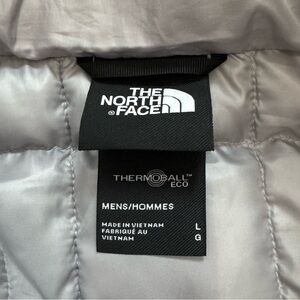 THE
NORTH
®FACE
THERMOBALL™
ECO
MENS/HOMMES
MADE IN VIETNAM
FABRIQUÉ AU
VIETNAM
L
G